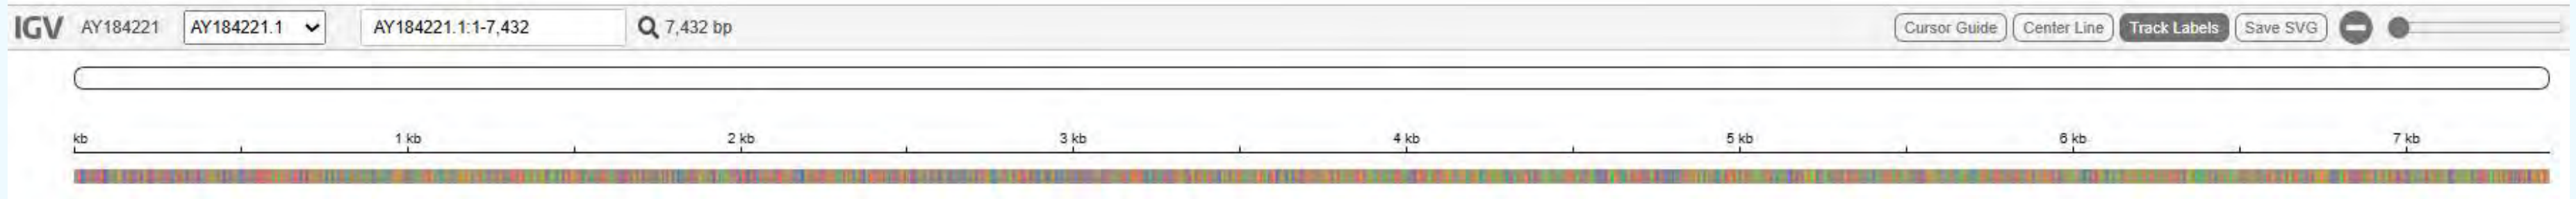 IGV AY184221 AY184221.1 AY184221.1:1-7,432 7,432 bp Cursor Guide Center Line Track Labels Save SVG
kb 1 kb 2 kb 3 kb 4 kb 5 kb 6 kb 7 kb